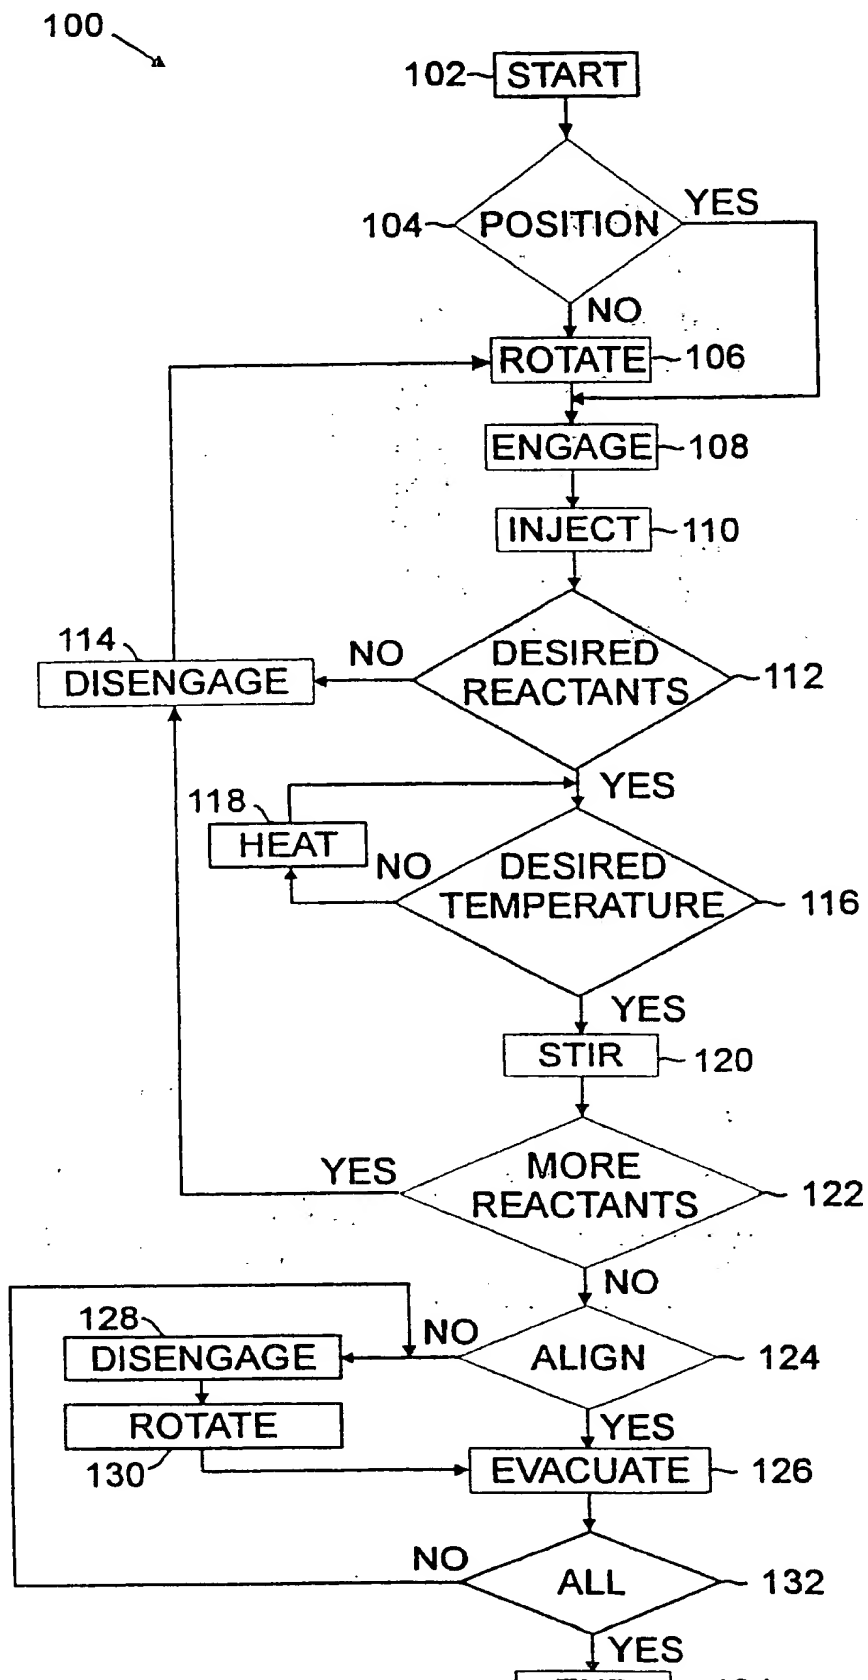 100
102 START
104 POSITION YES
NO
ROTATE 106
ENGAGE 108
INJECT 110
114
DISENGAGE
NO
DESIRED
REACTANTS
112
YES
118
HEAT
NO
DESIRED
TEMPERATURE
116
YES
STIR 120
YES
MORE
REACTANTS
122
NO
128
DISENGAGE
NO
ALIGN 124
ROTATE
130
YES
EVACUATE 126
NO
ALL 132
YES